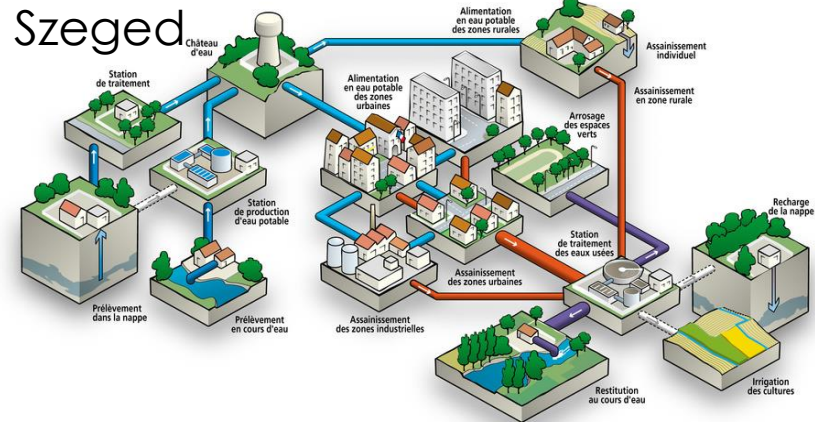 Szeged
Château
d'eau
Alimentation
en eau potable
des zones rurales
Assainissement
individuel
Station
de traitement
Alimentation
en eau potable
des zones
urbaines
Assainissement
en zone rurale
Arrosage
des espaces
verts
Station
de production
d'eau potable
Recharge
de la nappe
Station
de traitement
des eaux usées
Prélèvement
dans la nappe
Prélèvement
en cours d'eau
Assainissement
des zones industrielles
Assainissement
des zones urbaines
Restitution
au cours d'eau
Irrigation
des cultures